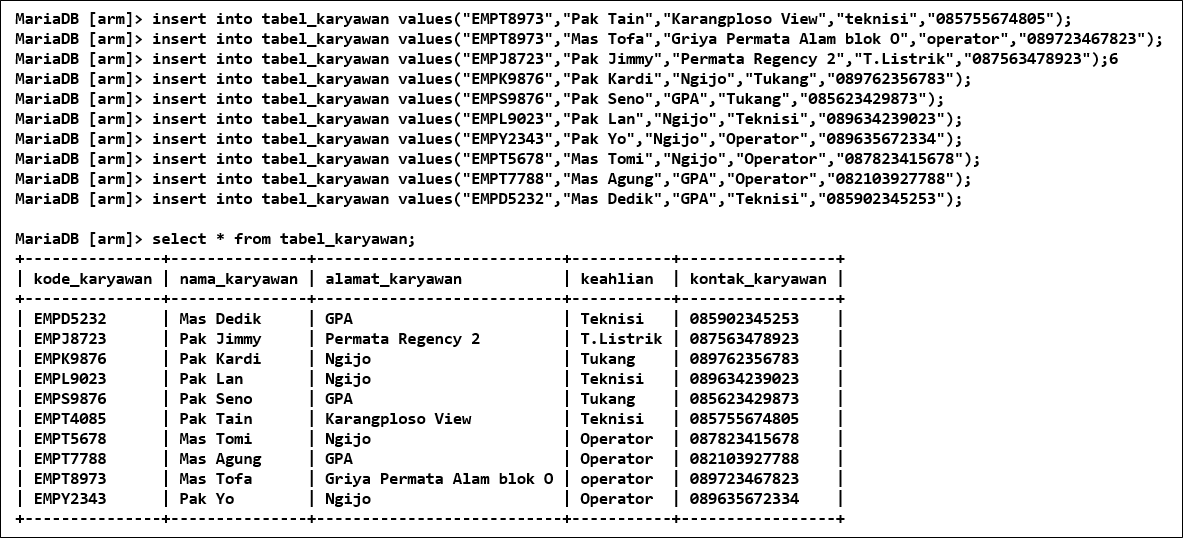 MariaDB [arm]> insert into tabel_karyawan values("EMPT8973","Pak Tain","Karangploso View","teknisi","085755674805");
MariaDB [arm]> insert into tabel_karyawan values("EMPT8973","Mas Tofa","Griya Permata Alam blok O","operator","089723467823");
MariaDB [arm]> insert into tabel_karyawan values("EMPJ8723","Pak Jimmy","Permata Regency 2","T.Listrik","087563478923");6
MariaDB [arm]> insert into tabel_karyawan values("EMPK9876","Pak Kardi","Ngijo","Tukang","089762356783");
MariaDB [arm]> insert into tabel_karyawan values("EMPS9876","Pak Seno","GPA","Tukang","085623429873");
MariaDB [arm]> insert into tabel_karyawan values("EMPL9023","Pak Lan","Ngijo","Teknisi","089634239023");
MariaDB [arm]> insert into tabel_karyawan values("EMPY2343","Pak Yo","Ngijo","Operator","089635672334");
MariaDB [arm]> insert into tabel_karyawan values("EMPT5678","Mas Tomi","Ngijo","Operator","087823415678");
MariaDB [arm]> insert into tabel_karyawan values("EMPT7788","Mas Agung","GPA","Operator","082103927788");
MariaDB [arm]> insert into tabel_karyawan values("EMPD5232","Mas Dedik","GPA","Teknisi","085902345253");
MariaDB [arm]> select * from tabel_karyawan;
+---------------+---------------+---------------------------+-----------+-----------------+
| kode_karyawan | nama_karyawan | alamat_karyawan           | keahlian  | kontak_karyawan |
+---------------+---------------+---------------------------+-----------+-----------------+
| EMPD5232      | Mas Dedik     | GPA                       | Teknisi   | 085902345253    |
| EMPJ8723      | Pak Jimmy     | Permata Regency 2         | T.Listrik | 087563478923    |
| EMPK9876      | Pak Kardi     | Ngijo                     | Tukang    | 089762356783    |
| EMPL9023      | Pak Lan       | Ngijo                     | Teknisi   | 089634239023    |
| EMPS9876      | Pak Seno      | GPA                       | Tukang    | 085623429873    |
| EMPT4085      | Pak Tain      | Karangploso View          | Teknisi   | 085755674805    |
| EMPT5678      | Mas Tomi      | Ngijo                     | Operator  | 087823415678    |
| EMPT7788      | Mas Agung     | GPA                       | Operator  | 082103927788    |
| EMPT8973      | Mas Tofa      | Griya Permata Alam blok O | operator  | 089723467823    |
| EMPY2343      | Pak Yo        | Ngijo                     | Operator  | 089635672334    |
+---------------+---------------+---------------------------+-----------+-----------------+